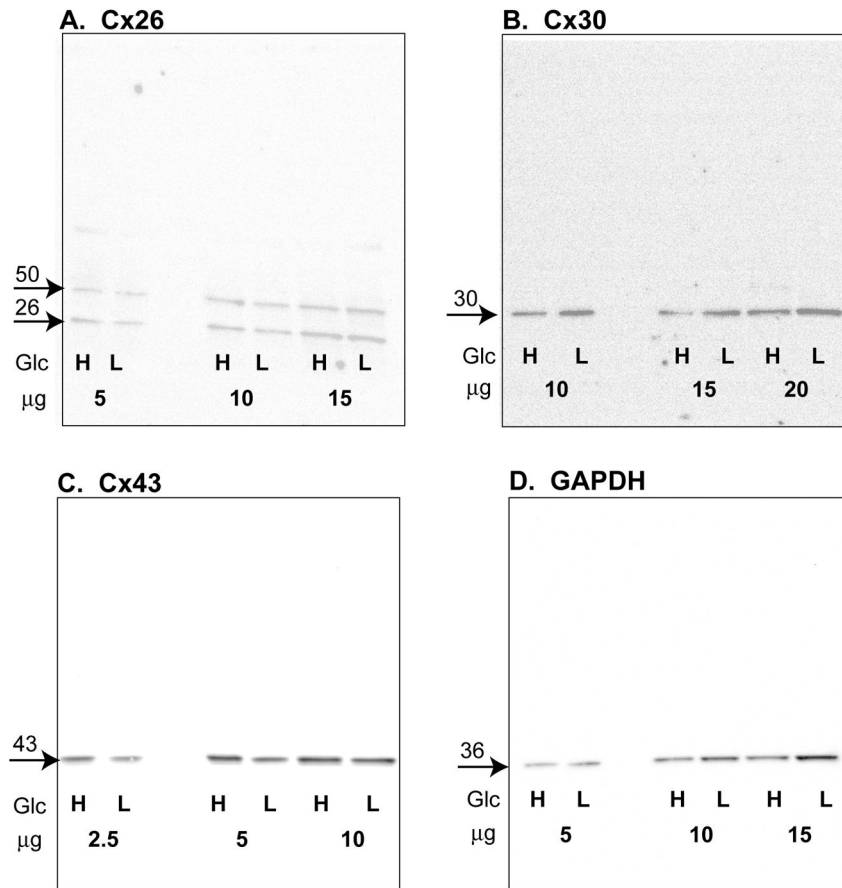 A. Cx26
50
26
Glc H L H L H L
µg 5 10 15
B. Cx30
30
Glc H L H L H L
µg 10 15 20
C. Cx43
43
Glc H L H L H L
µg 2.5 5 10
D. GAPDH
36
Glc H L H L H L
µg 5 10 15